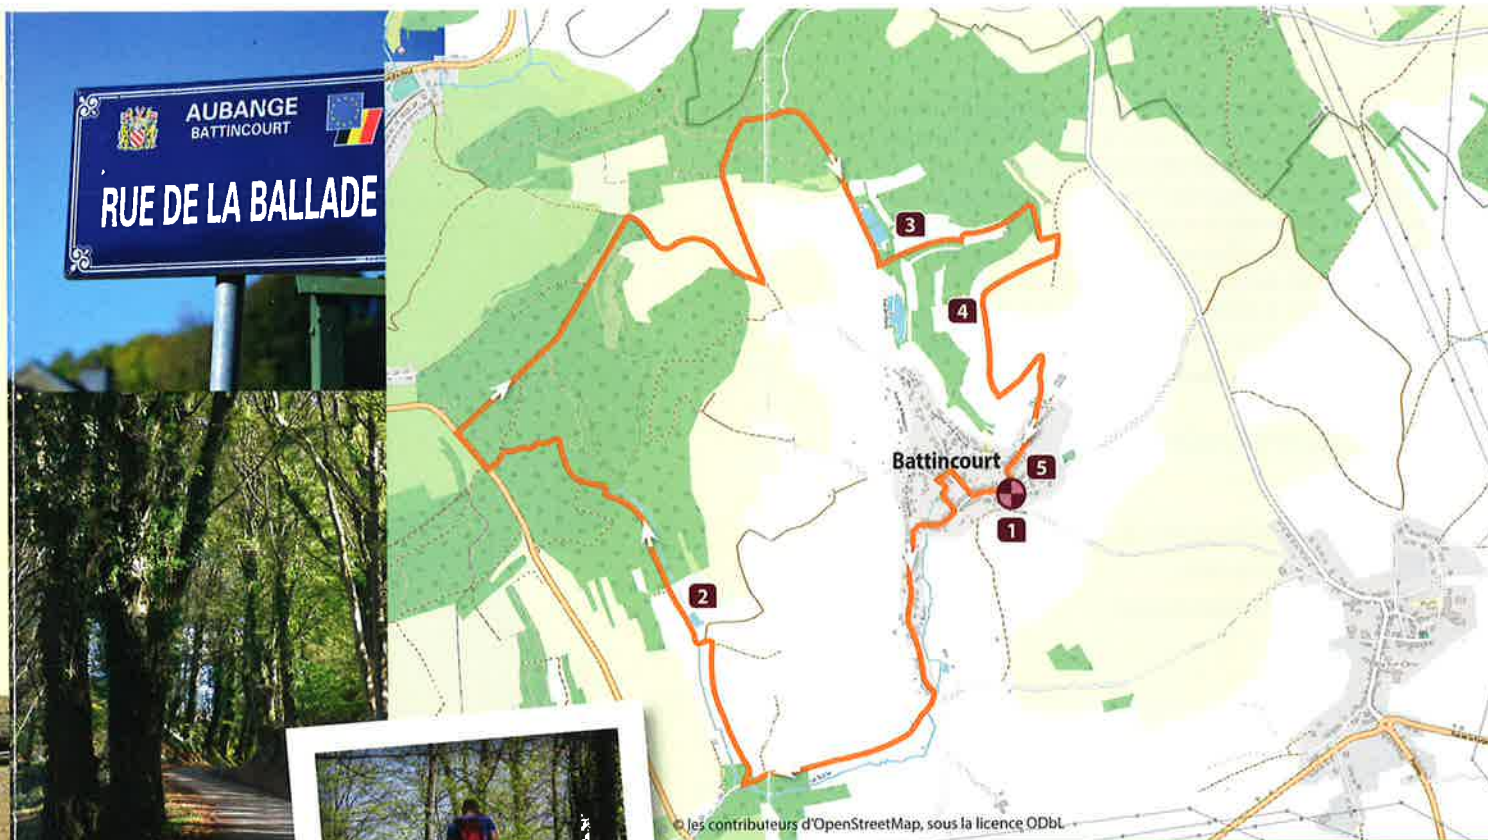 AUBANGE
BATTINCOURT
RUE DE LA BALLADE
3
4
Battincourt
5
1
2
© les contributeurs d'OpenStreetMap, sous la licence ODbL